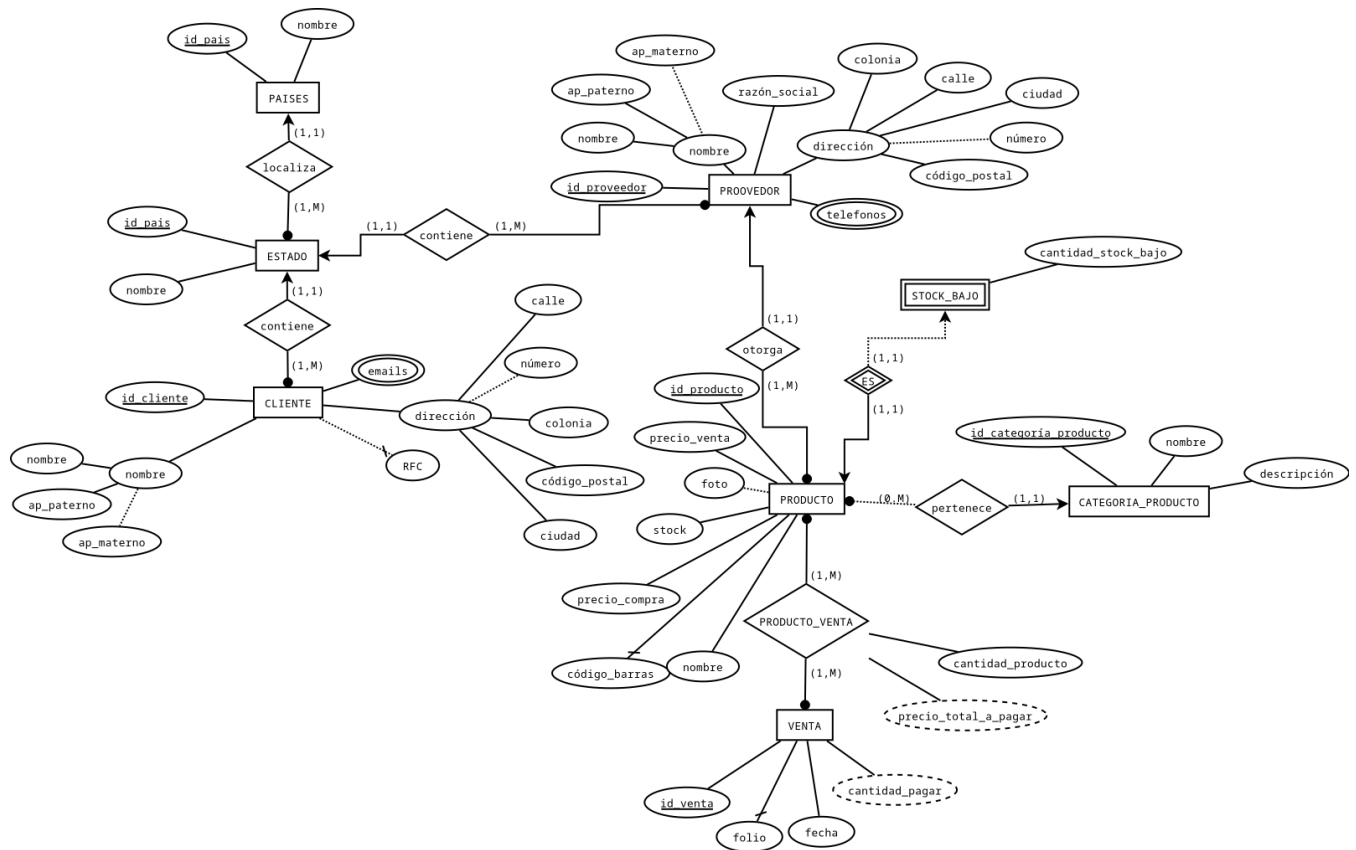 id_pais
nombre
PAISES
(1,1)
localiza
(1,M)
id_pais
nombre
ESTADO
(1,1)
contiene
(1,M)
(1,1)
contiene
(1,M)
ap_materno
ap_paterno
nombre
nombre
razón_social
colonia
calle
ciudad
número
código_postal
dirección
id_proveedor
PROOVEDOR
telefonos
cantidad_stock_bajo
STOCK_BAJO
(1,1)
ES
(1,1)
(1,1)
otorga
(1,M)
id_cliente
CLIENTE
emails
nombre
nombre
ap_paterno
ap_materno
RFC
dirección
calle
número
colonia
código_postal
ciudad
id_producto
precio_venta
foto
stock
precio_compra
código_barras
nombre
PRODUCTO
(0,M)
pertenece
(1,1)
id_categoría_producto
nombre
descripción
CATEGORIA_PRODUCTO
(1,M)
PRODUCTO_VENTA
(1,M)
cantidad_producto
precio_total_a_pagar
VENTA
id_venta
folio
fecha
cantidad_pagar